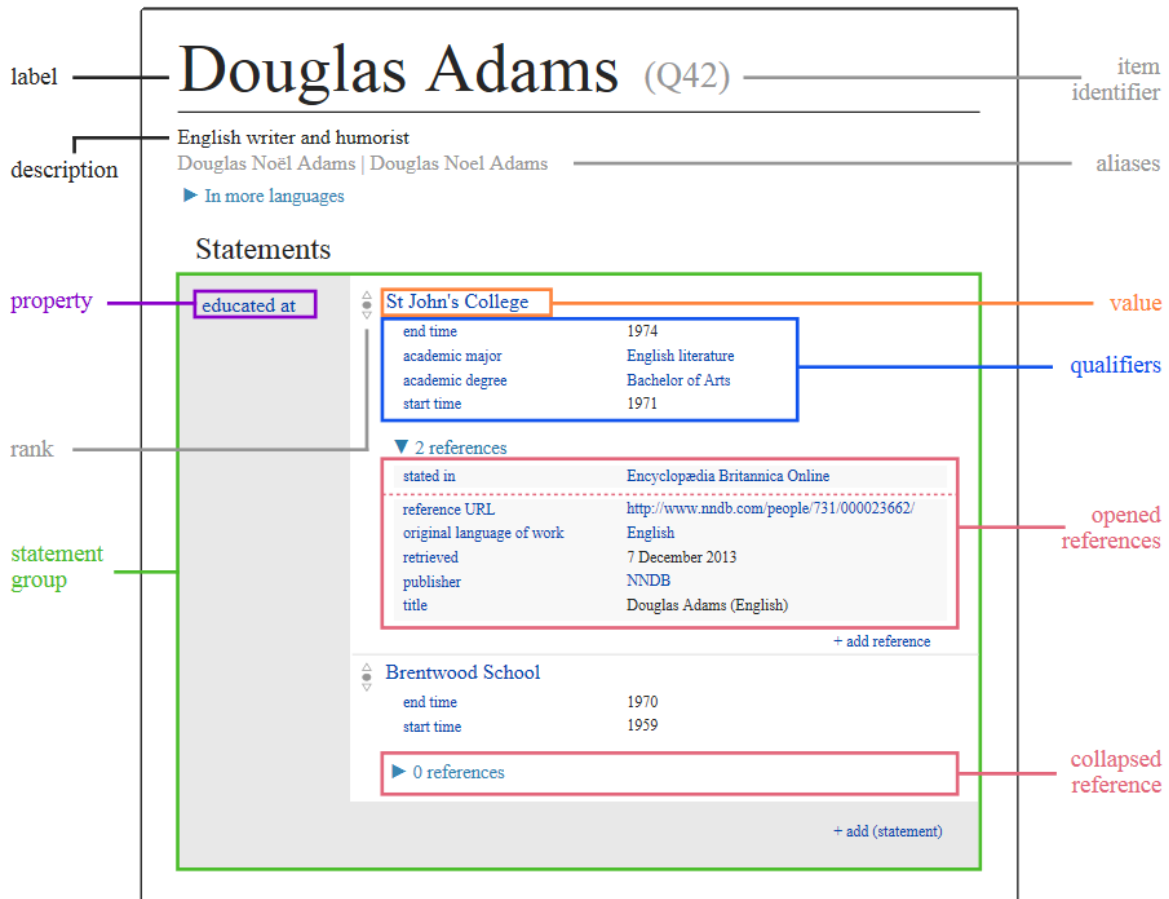 label
Douglas Adams (Q42)
item
identifier
description
English writer and humorist
Douglas Noël Adams | Douglas Noel Adams
aliases
▶ In more languages
Statements
property
educated at
St John's College
value
end time 1974
academic major English literature
academic degree Bachelor of Arts
start time 1971
qualifiers
rank
▼ 2 references
stated in Encyclopædia Britannica Online
reference URL http://www.nndb.com/people/731/000023662/
original language of work English
retrieved 7 December 2013
publisher NNDB
title Douglas Adams (English)
opened
references
statement
group
+ add reference
Brentwood School
end time 1970
start time 1959
▶ 0 references
collapsed
reference
+ add (statement)